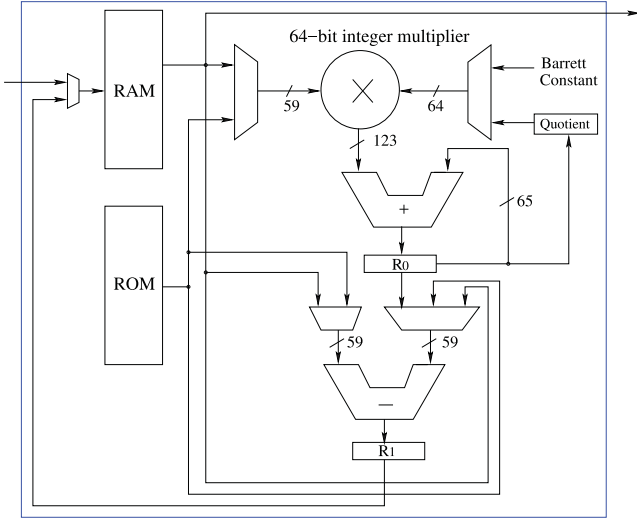 64−bit integer multiplier
RAM
Barrett
Constant
59
64
Quotient
123
+
65
R0
ROM
59
59
—
R1